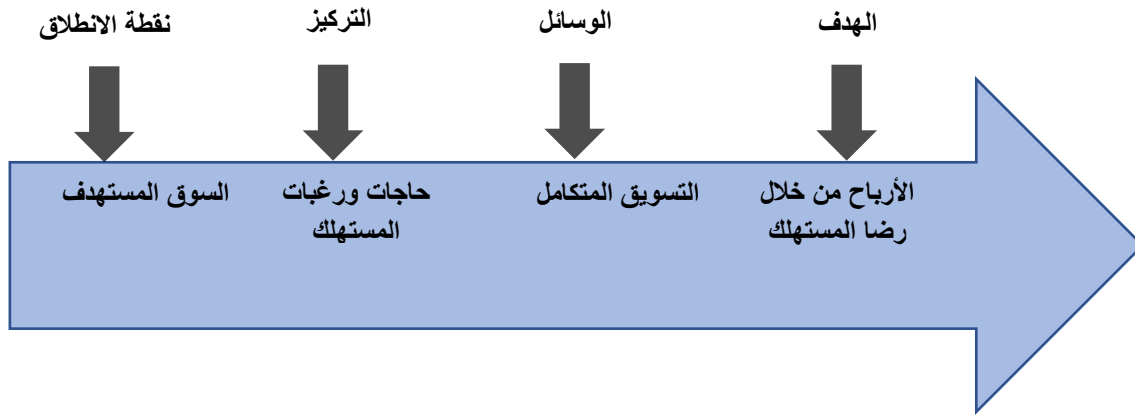 نقطة الانطلاق
التركيز
الوسائل
الهدف
السوق المستهدف
حاجات ورغبات
المستهلك
التسويق المتكامل
الأرباح من خلال
رضا المستهلك